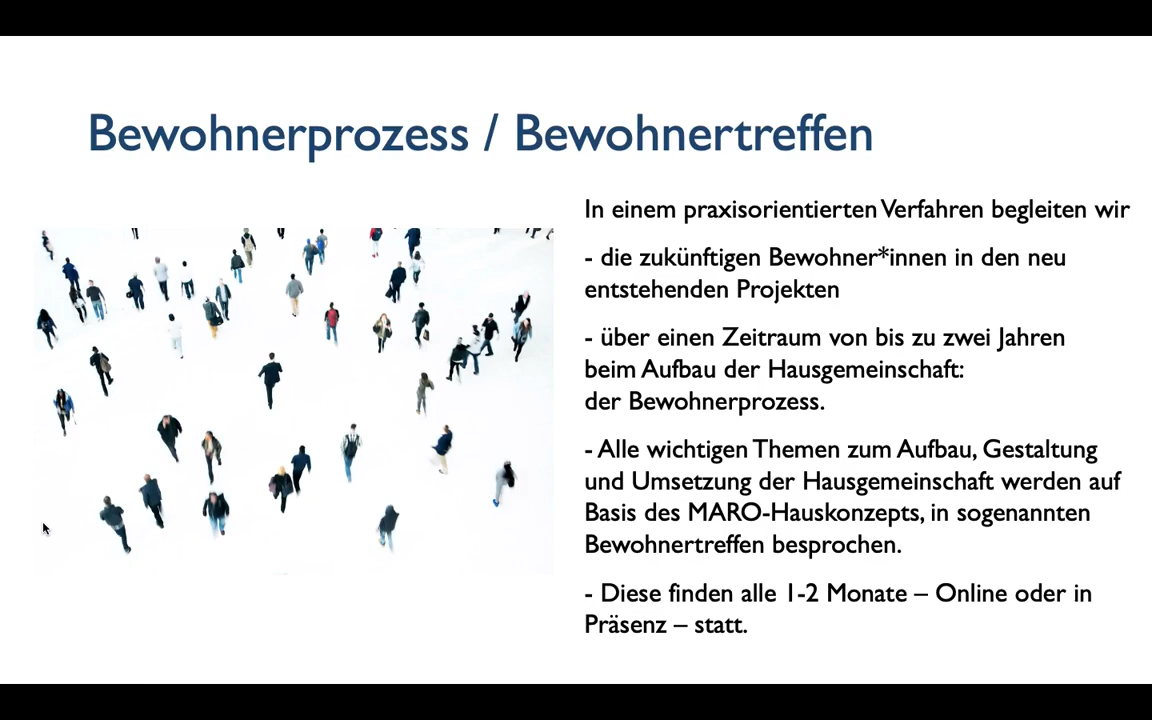 Bewohnerprozess / Bewohnertreffen
In einem praxisorientierten Verfahren begleiten wir
- die zukünftigen Bewohner*innen in den neu
entstehenden Projekten
- über einen Zeitraum von bis zu zwei Jahren
beim Aufbau der Hausgemeinschaft:
der Bewohnerprozess.
- Alle wichtigen Themen zum Aufbau, Gestaltung
und Umsetzung der Hausgemeinschaft werden auf
Basis des MARO-Hauskonzepts, in sogenannten
Bewohnertreffen besprochen.
- Diese finden alle 1-2 Monate – Online oder in
Präsenz – statt.